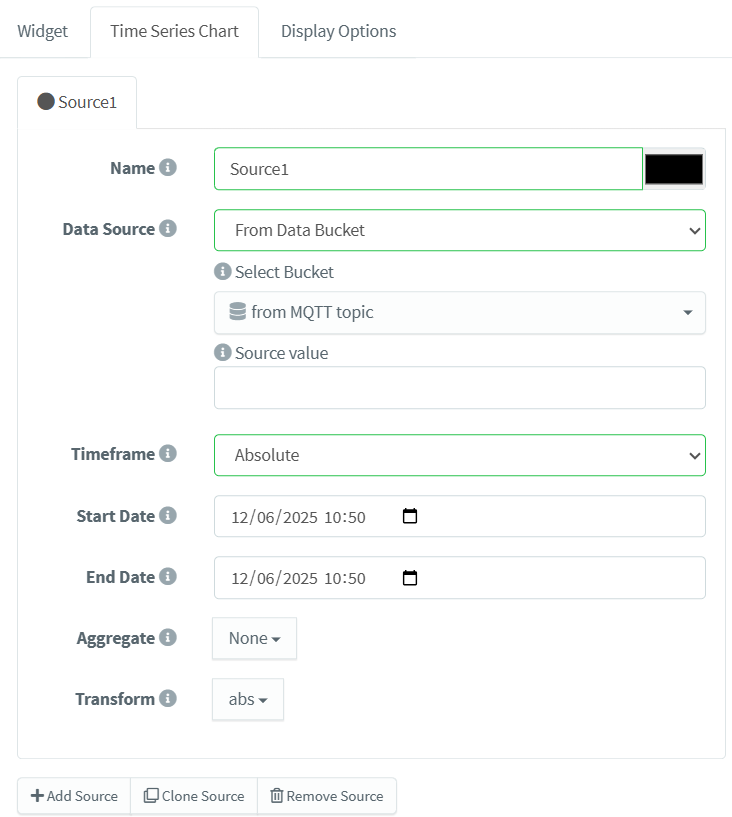 Widget
Time Series Chart
Display Options
Source1
Name
Source1
Data Source
From Data Bucket
Select Bucket
from MQTT topic
Source value
Timeframe
Absolute
Start Date
12/06/2025 10:50
End Date
12/06/2025 10:50
Aggregate
None
Transform
abs
Add Source
Clone Source
Remove Source